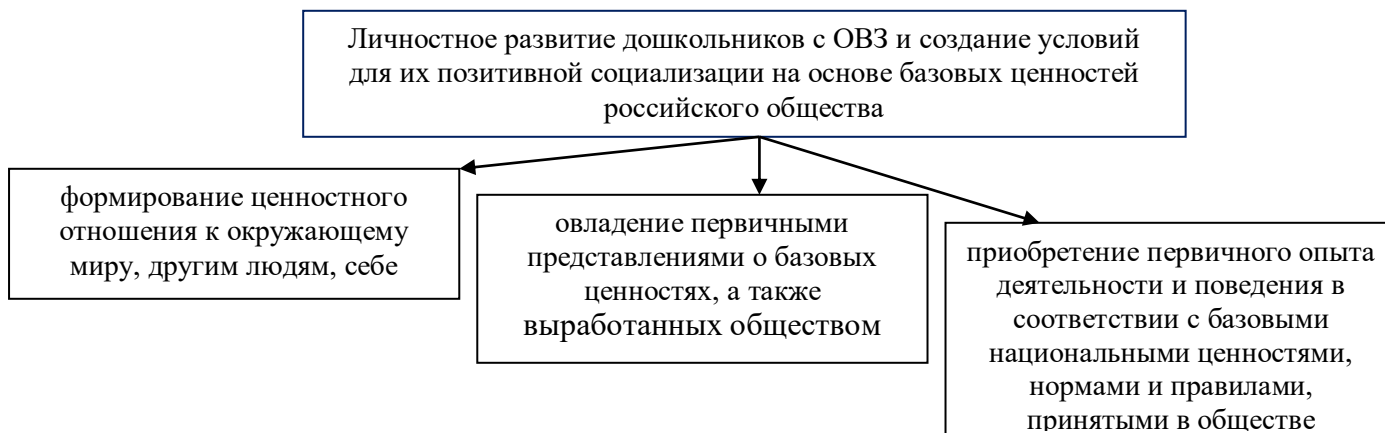 Личностное развитие дошкольников с ОВЗ и создание условий
для их позитивной социализации на основе базовых ценностей
российского общества
формирование ценностного
отношения к окружающему
миру, другим людям, себе
овладение первичными
представлениями о базовых
ценностях, а также
выработанных обществом
приобретение первичного опыта
деятельности и поведения в
соответствии с базовыми
национальными ценностями,
нормами и правилами,
принятыми в обществе